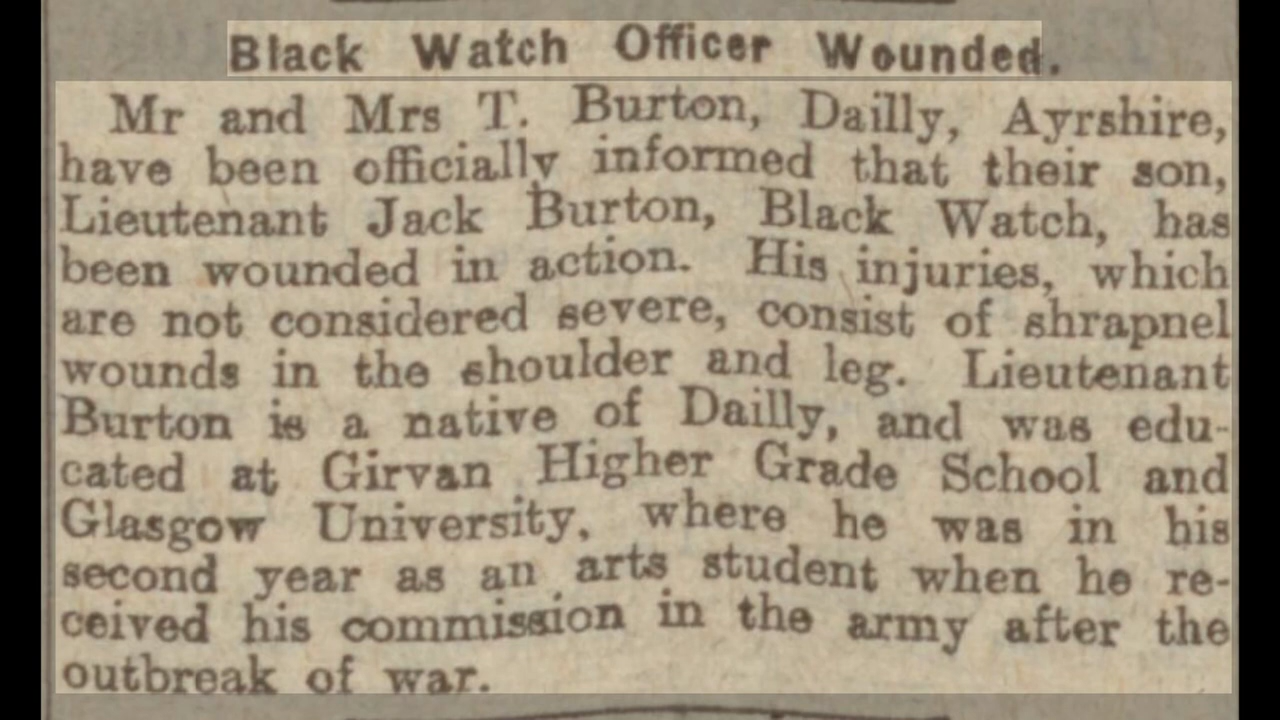 Black Watch Officer Wounded.
Mr and Mrs T. Burton, Dailly, Ayrshire,
have been officially informed that their son,
Lieutenant Jack Burton, Black Watch, has
been wounded in action. His injuries, which
are not considered severe, consist of shrapnel
wounds in the shoulder and leg. Lieutenant
Burton is a native of Dailly, and was edu-
cated at Girvan Higher Grade School and
Glasgow University, where he was in his
second year as an arts student when he re-
ceived his commission in the army after the
outbreak of war.